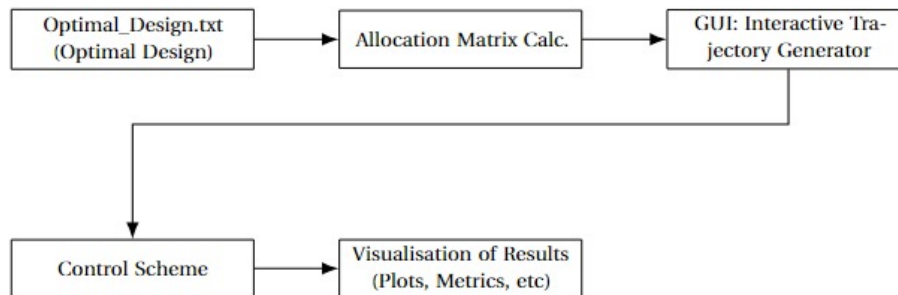 Optimal_Design.txt
(Optimal Design)
Allocation Matrix Calc.
GUI: Interactive Tra-
jectory Generator
Control Scheme
Visualisation of Results
(Plots, Metrics, etc)